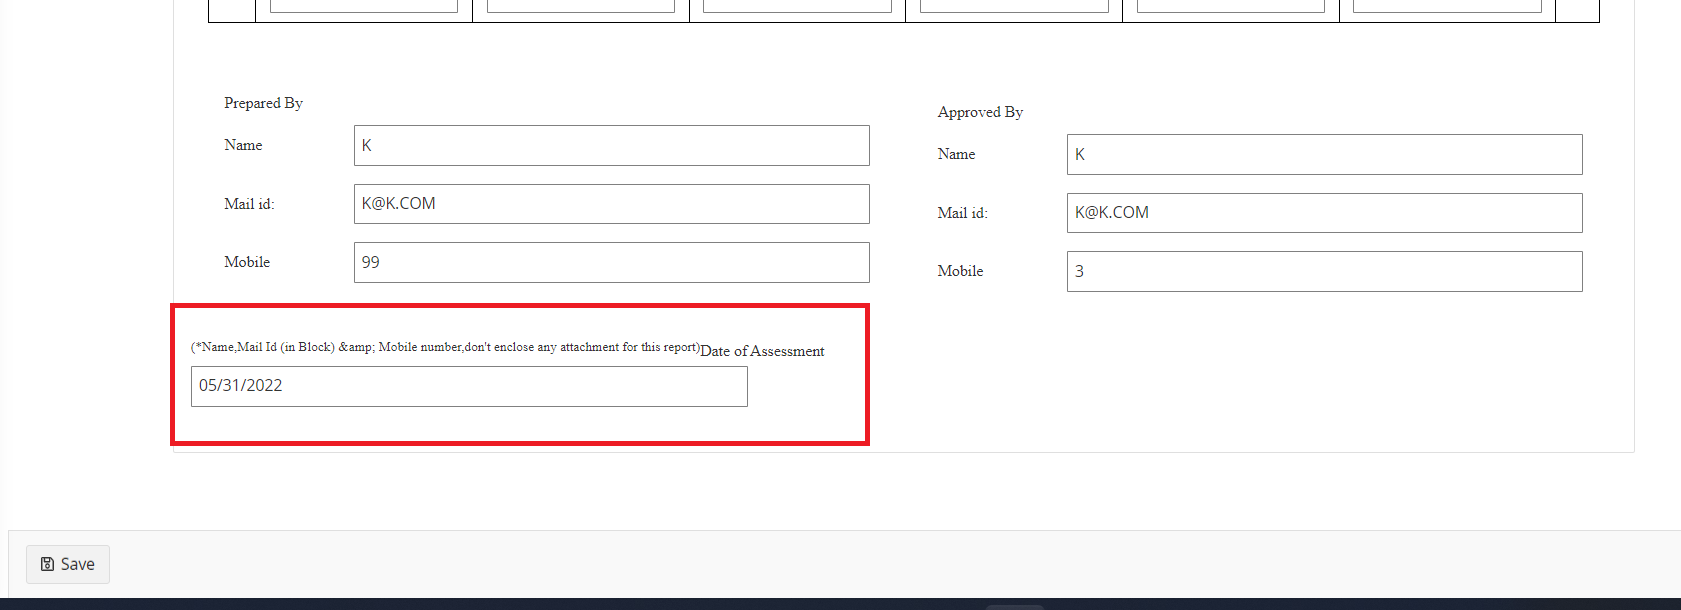 Prepared By
Name
K
Mail id:
K@K.COM
Mobile
99
Approved By
Name
K
Mail id:
K@K.COM
Mobile
3
(*Name,Mail Id (in Block) &amp; Mobile number,don't enclose any attachment for this report)Date of Assessment
05/31/2022
Save